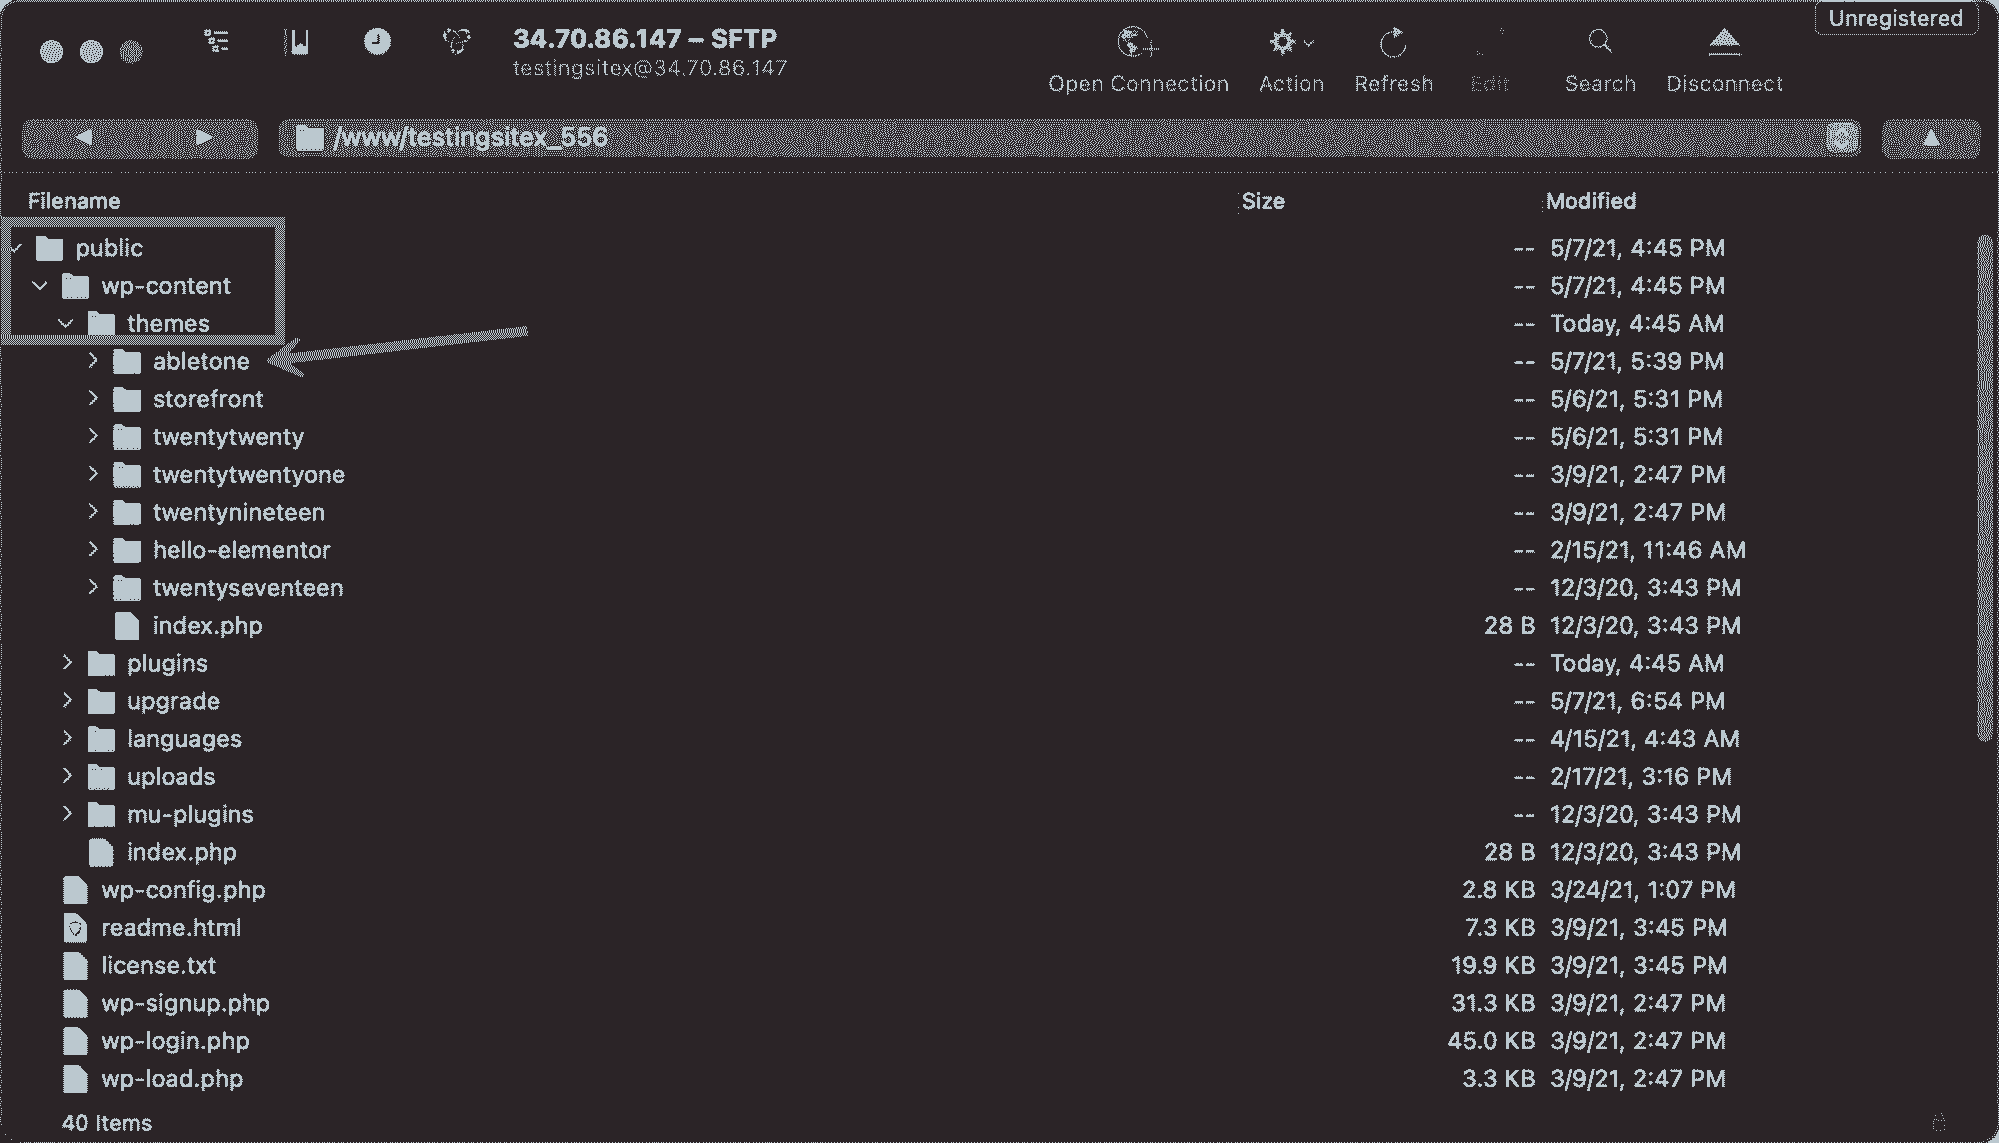 Unregistered
34.70.86.147 – SFTP
testingsitex@34.70.86.147
Open Connection Action Refresh Edit Search Disconnect
/www/testingsitex_556
Filename Size Modified
public -- 5/7/21, 4:45 PM
wp-content -- 5/7/21, 4:45 PM
themes -- Today, 4:45 AM
abletone -- 5/7/21, 5:39 PM
storefront -- 5/6/21, 5:31 PM
twentytwenty -- 5/6/21, 5:31 PM
twentytwentyone -- 3/9/21, 2:47 PM
twentynineteen -- 3/9/21, 2:47 PM
hello-elementor -- 2/15/21, 11:46 AM
twentyseventeen -- 12/3/20, 3:43 PM
index.php 28 B 12/3/20, 3:43 PM
plugins -- Today, 4:45 AM
upgrade -- 5/7/21, 6:54 PM
languages -- 4/15/21, 4:43 AM
uploads -- 2/17/21, 3:16 PM
mu-plugins -- 12/3/20, 3:43 PM
index.php 28 B 12/3/20, 3:43 PM
wp-config.php 2.8 KB 3/24/21, 1:07 PM
readme.html 7.3 KB 3/9/21, 3:45 PM
license.txt 19.9 KB 3/9/21, 3:45 PM
wp-signup.php 31.3 KB 3/9/21, 2:47 PM
wp-login.php 45.0 KB 3/9/21, 2:47 PM
wp-load.php 3.3 KB 3/9/21, 2:47 PM
40 Items